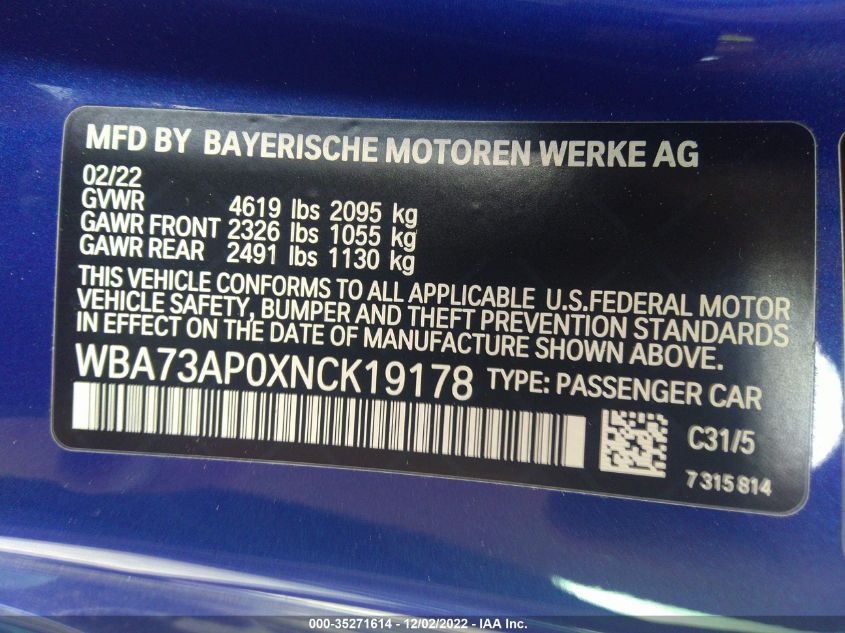 MFD BY BAYERISCHE MOTOREN WERKE AG
02/22
GVWR 4619 lbs 2095 kg
GAWR FRONT 2326 lbs 1055 kg
GAWR REAR 2491 lbs 1130 kg
THIS VEHICLE CONFORMS TO ALL APPLICABLE U.S.FEDERAL MOTOR
VEHICLE SAFETY, BUMPER AND THEFT PREVENTION STANDARDS
IN EFFECT ON THE DATE OF MANUFACTURE SHOWN ABOVE.
WBA73AP0XNCK19178 TYPE: PASSENGER CAR
C31/5
7315814
000-35271614 - 12/02/2022 - IAA Inc.